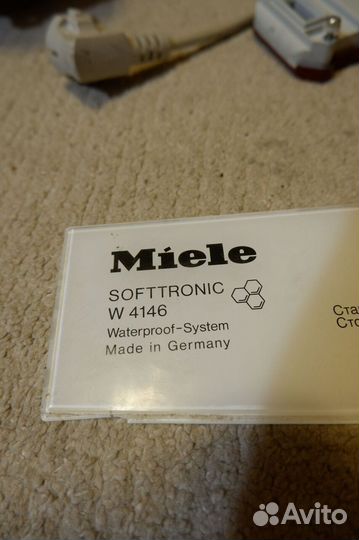 Miele
SOFTTRONIC
W 4146
Waterproof-System
Made in Germany
Avito